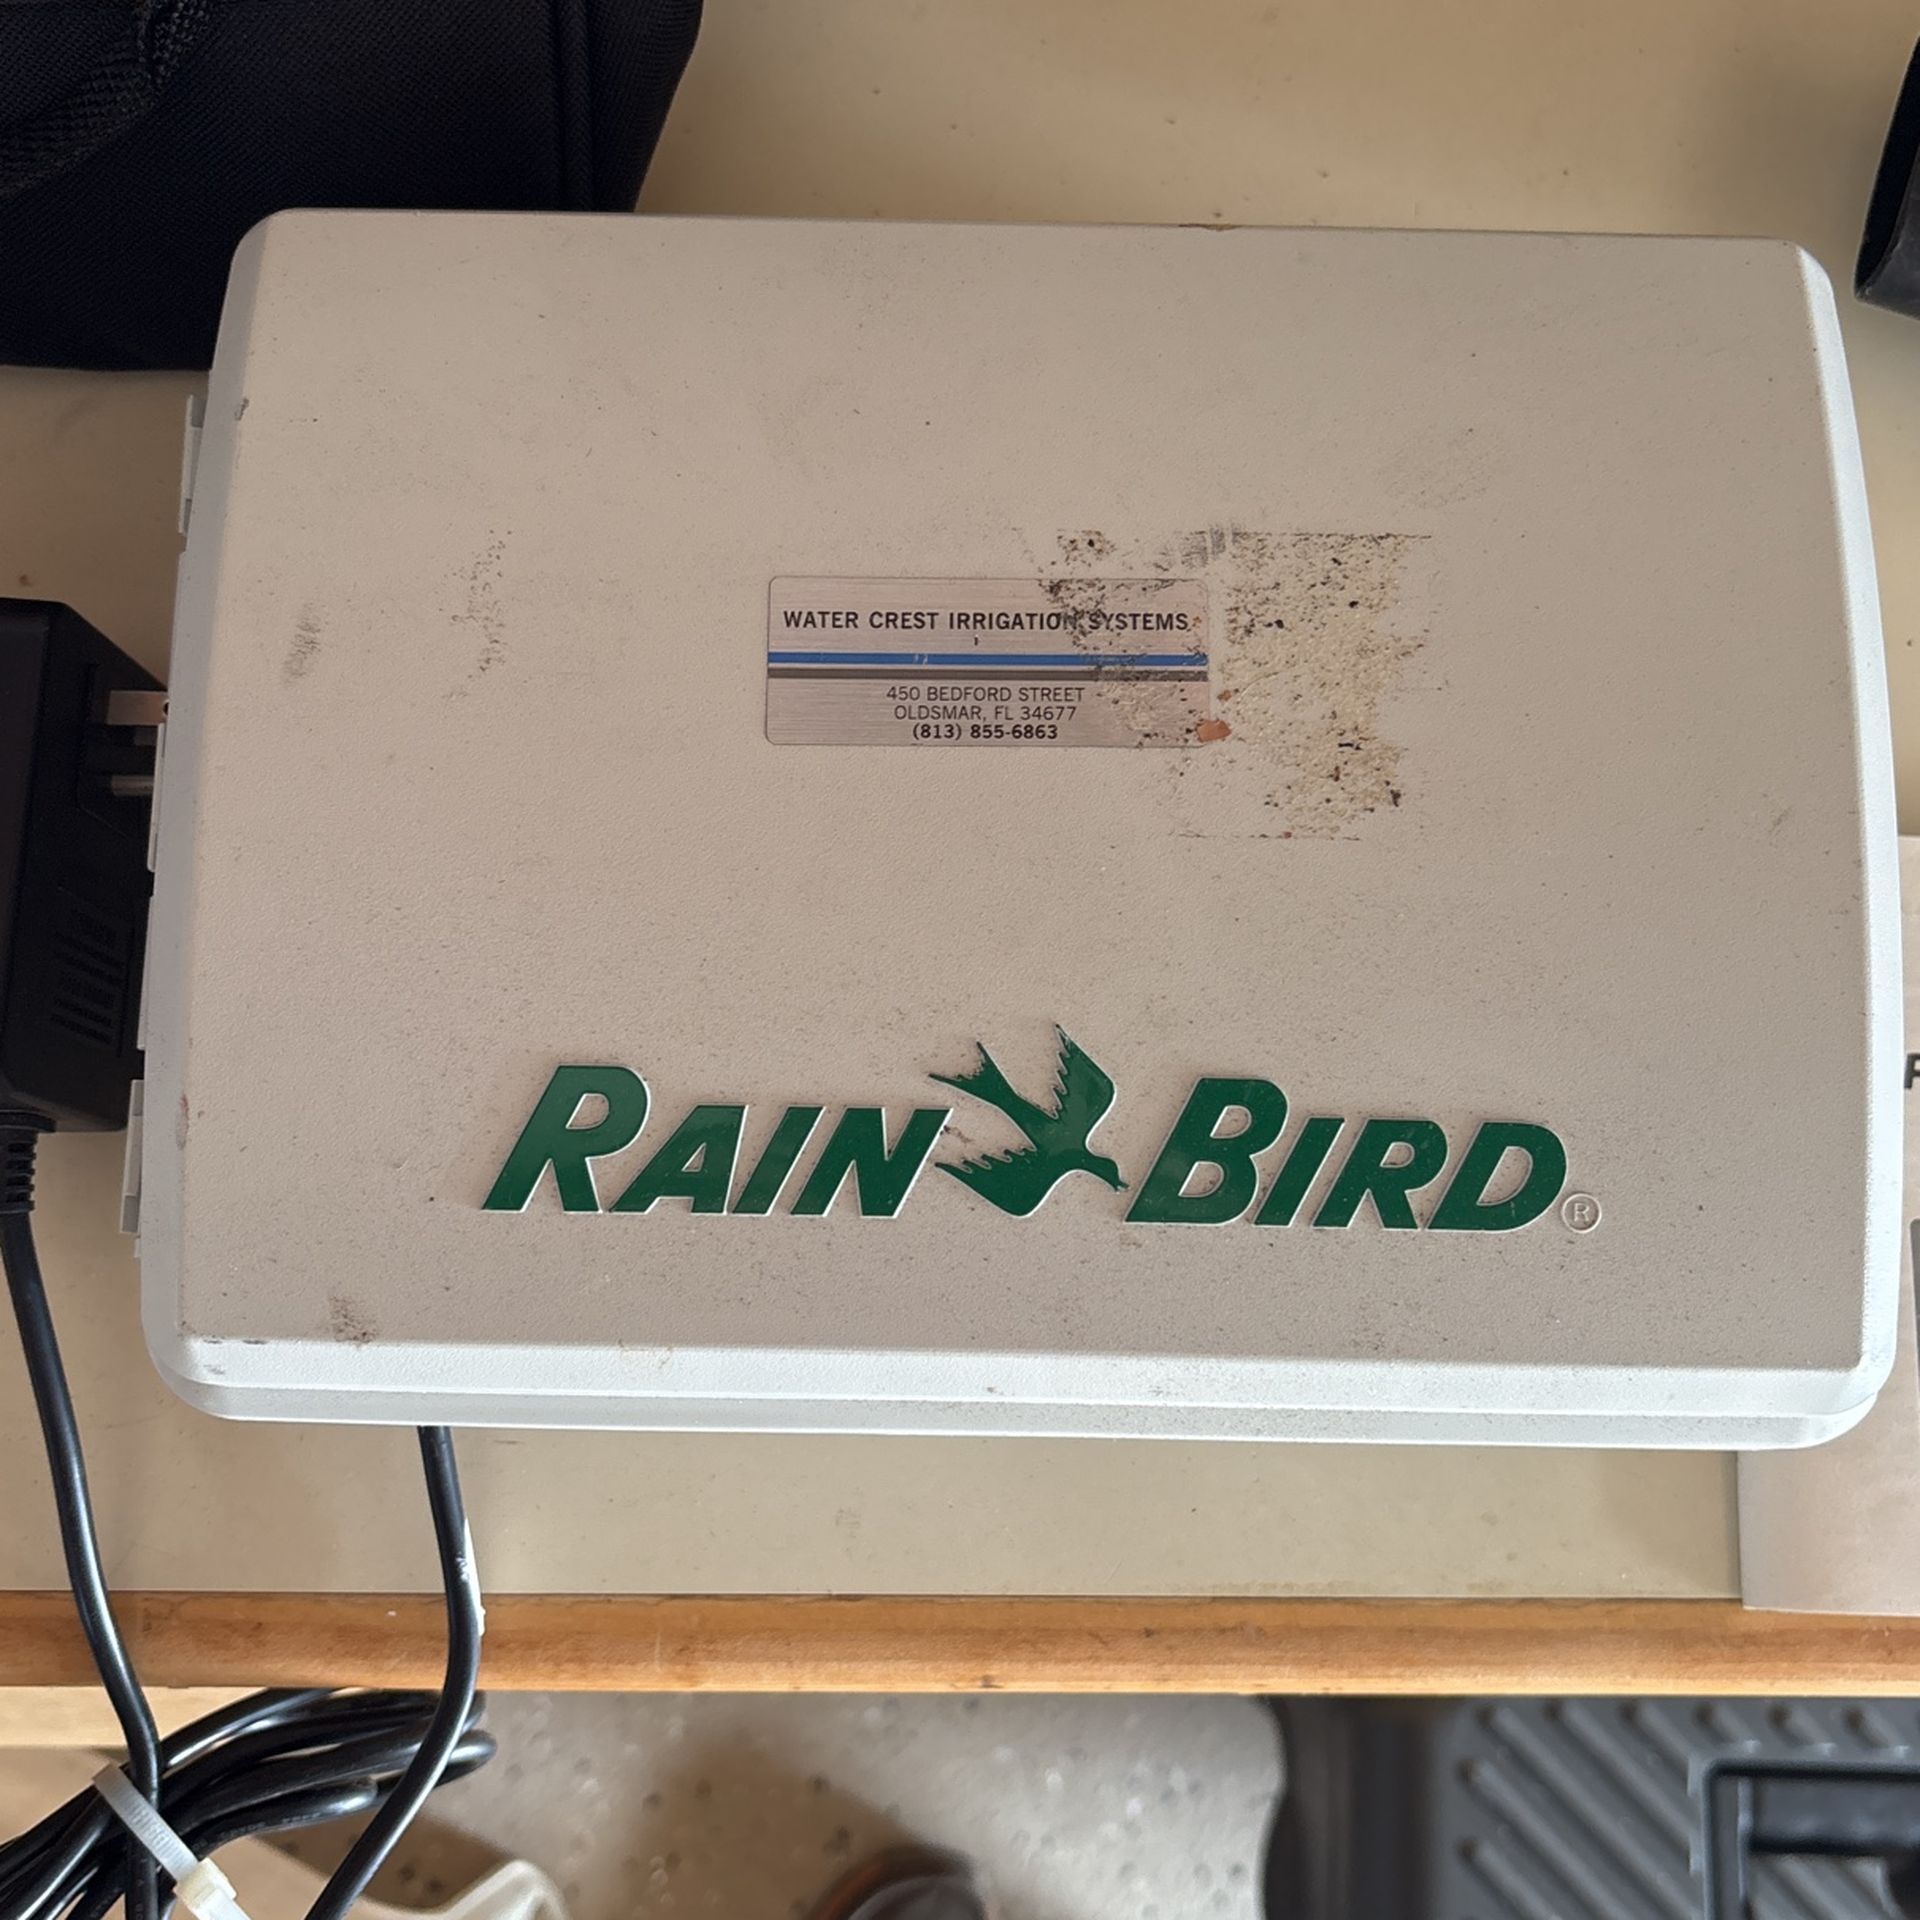 WATER CREST IRRIGATION SYSTEMS
450 BEDFORD STREET
OLDSMAR, FL 34677
(813) 855-6863
RAIN BIRD®